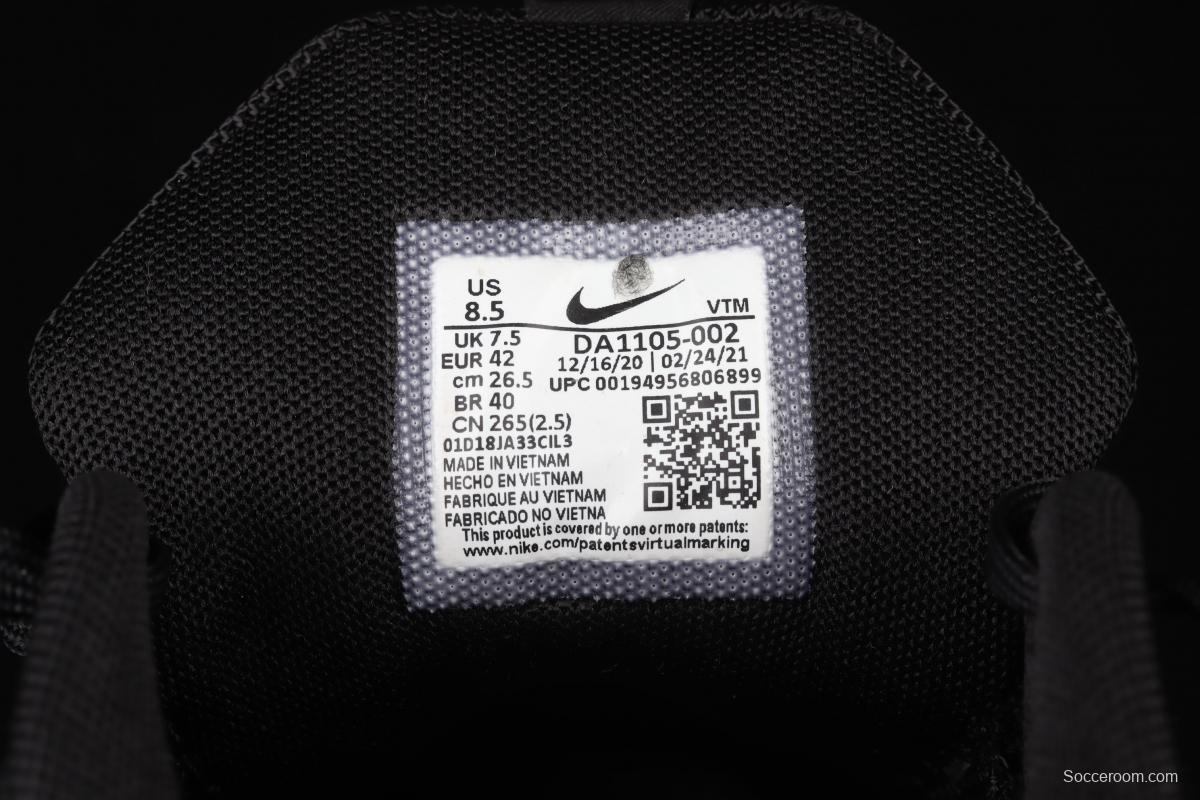 US
8.5
VTM
UK 7.5
EUR 42
cm 26.5
BR 40
CN 265(2.5)
DA1105-002
12/16/20 | 02/24/21
UPC 00194956806899
01D18JA33CIL3
MADE IN VIETNAM
HECHO EN VIETNAM
FABRIQUE AU VIETNAM
FABRICADO NO VIETNA
This product is covered by one or more patents:
www.nike.com/patentsvirtualmarking
Socceroom.com